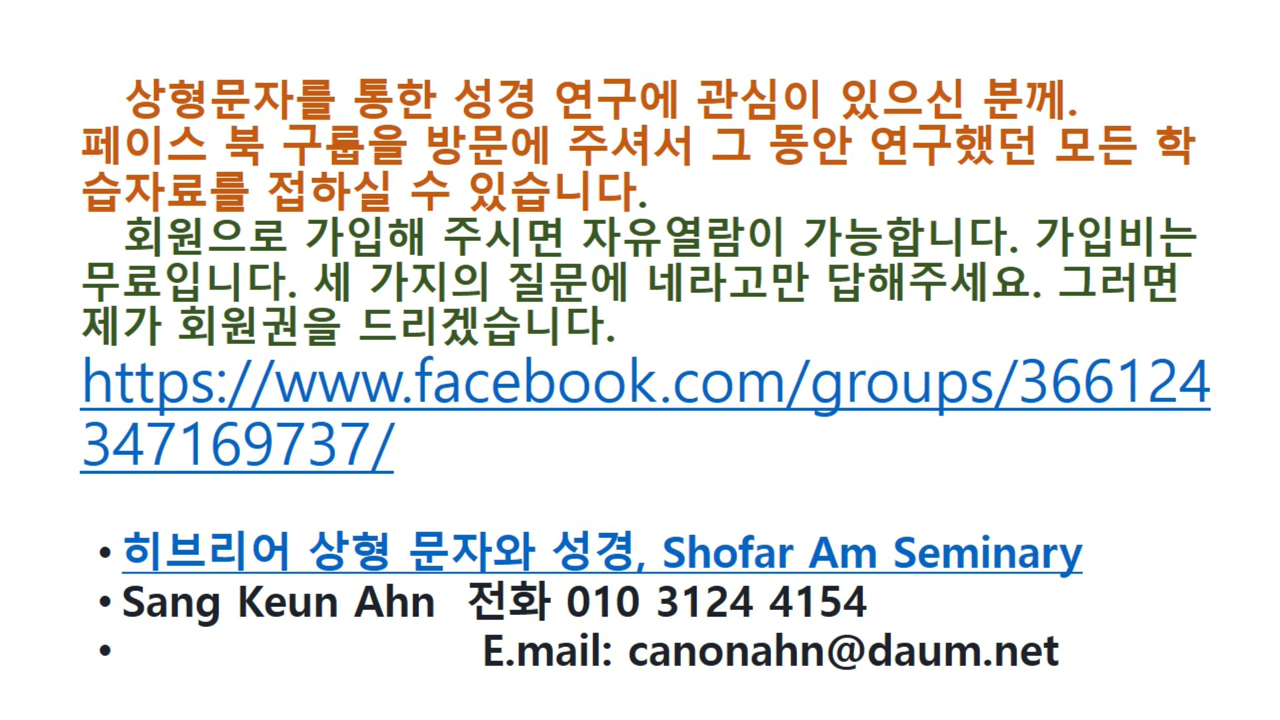 상형문자를 통한 성경 연구에 관심이 있으신 분께.
페이스 북 구룹을 방문에 주셔서 그 동안 연구했던 모든 학
습자료를 접하실 수 있습니다.
회원으로 가입해 주시면 자유열람이 가능합니다. 가입비는
무료입니다. 세 가지의 질문에 네라고만 답해주세요. 그러면
제가 회원권을 드리겠습니다.
https://www.facebook.com/groups/366124
347169737/
• 히브리어 상형 문자와 성경, Shofar Am Seminary
• Sang Keun Ahn 전화 010 3124 4154
• E.mail: canonahn@daum.net